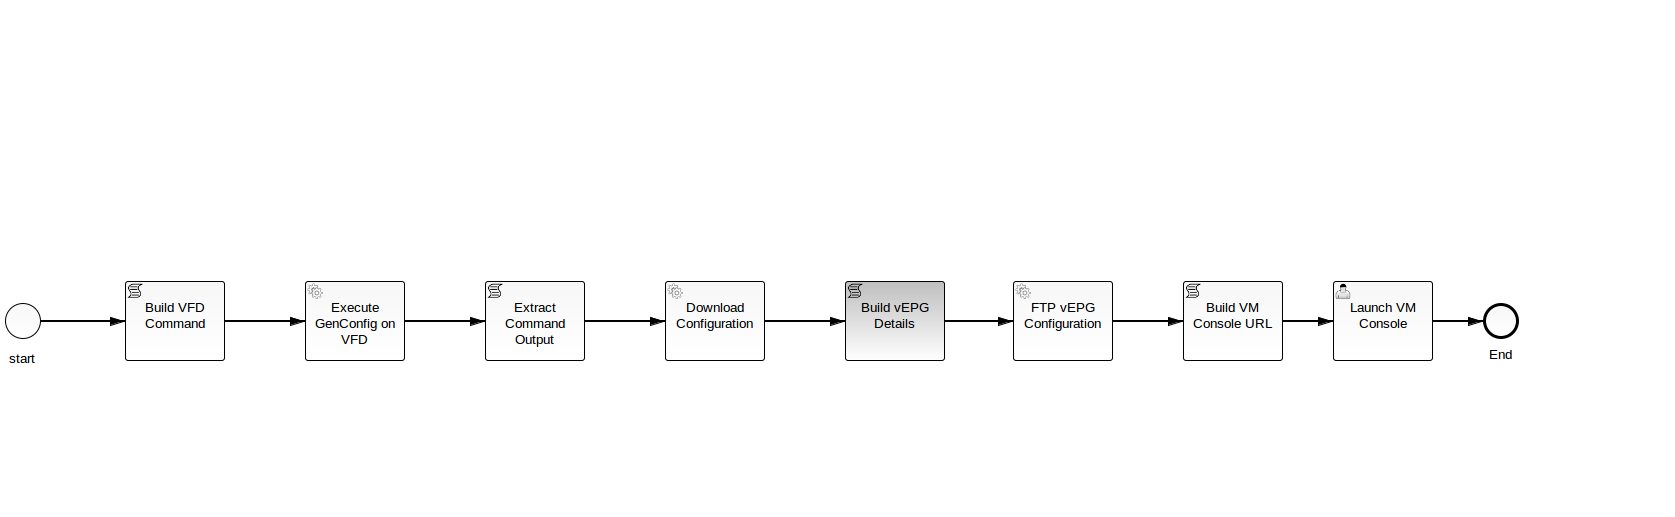 start
Build VFD
Command
Execute
GenConfig on
VFD
Extract
Command
Output
Download
Configuration
Build vEPG
Details
FTP vEPG
Configuration
Build VM
Console URL
Launch VM
Console
End